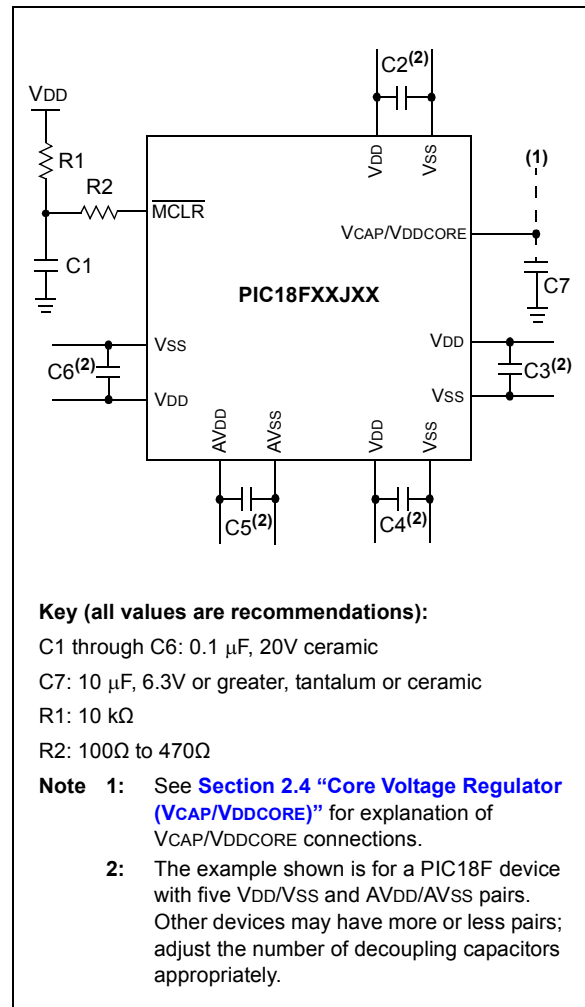 C2(2)
VDD
R1
R2
MCLR
C1
VDD
VSS
(1)
VCAP/VDDCORE
C7
PIC18FXXJXX
VSS
C6(2)
VDD
VDD
C3(2)
VSS
AVDD
AVSS
VDD
VSS
C5(2)
C4(2)
Key (all values are recommendations):
C1 through C6: 0.1 μF, 20V ceramic
C7: 10 μF, 6.3V or greater, tantalum or ceramic
R1: 10 kΩ
R2: 100Ω to 470Ω
Note 1: See Section 2.4 “Core Voltage Regulator
(VCAP/VDDCORE)” for explanation of
VCAP/VDDCORE connections.
2: The example shown is for a PIC18F device
with five VDD/VSS and AVDD/AVSS pairs.
Other devices may have more or less pairs;
adjust the number of decoupling capacitors
appropriately.